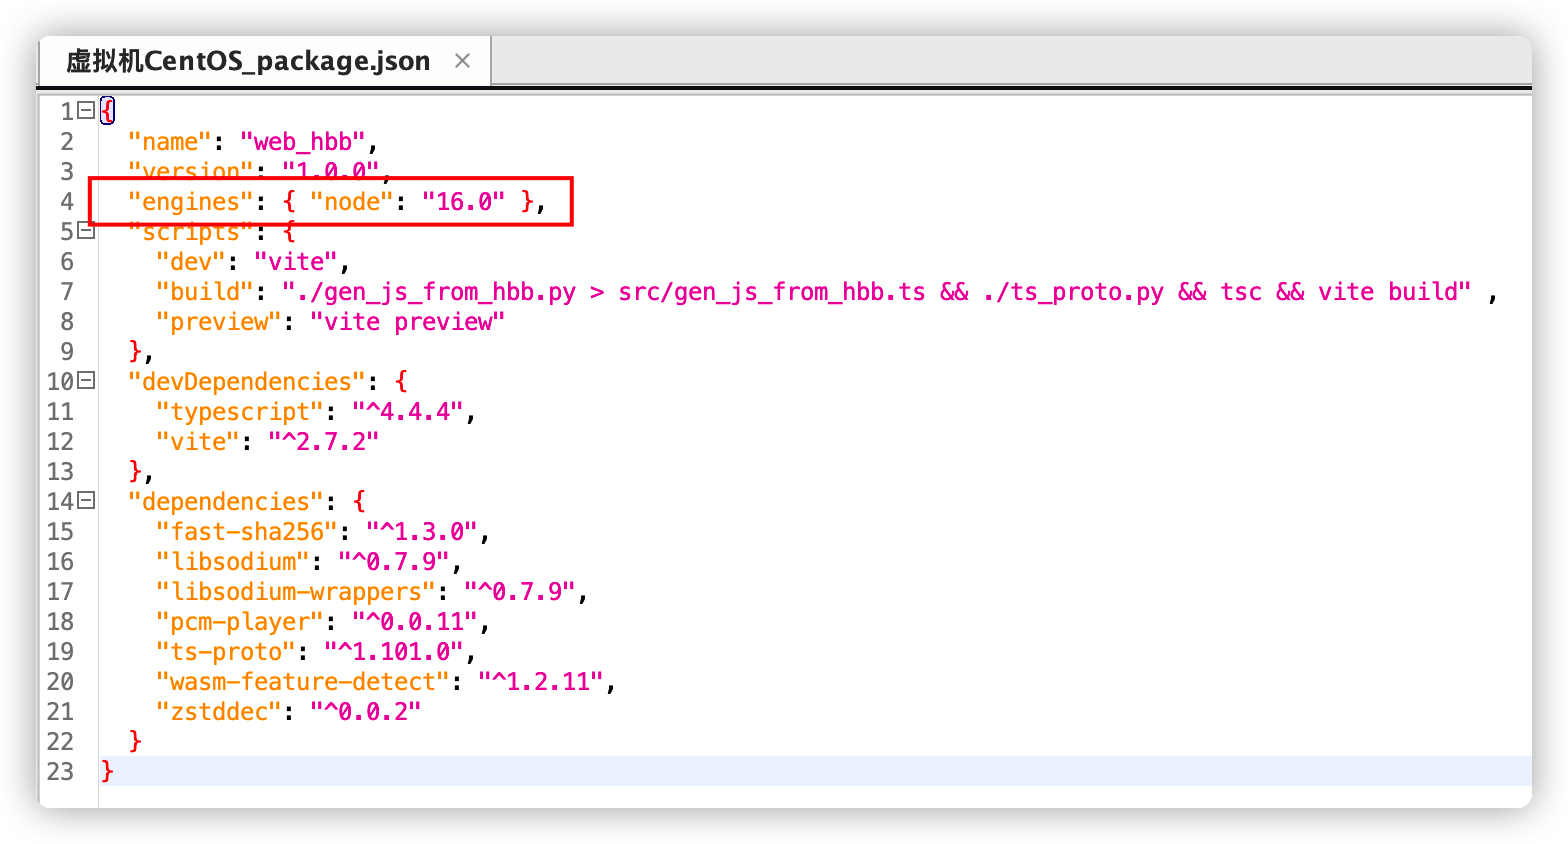 虚拟机CentOS_package.json ×
1 {
2 "name": "web_hbb",
3 "version": "1.0.0",
4 "engines": { "node": "16.0" },
5 "scripts": {
6 "dev": "vite",
7 "build": "./gen_js_from_hbb.py > src/gen_js_from_hbb.ts && ./ts_proto.py && tsc && vite build" ,
8 "preview": "vite preview"
9 },
10 "devDependencies": {
11 "typescript": "^4.4.4",
12 "vite": "^2.7.2"
13 },
14 "dependencies": {
15 "fast-sha256": "^1.3.0",
16 "libsodium": "^0.7.9",
17 "libsodium-wrappers": "^0.7.9",
18 "pcm-player": "^0.0.11",
19 "ts-proto": "^1.101.0",
20 "wasm-feature-detect": "^1.2.11",
21 "zstddec": "^0.0.2"
22 }
23 }